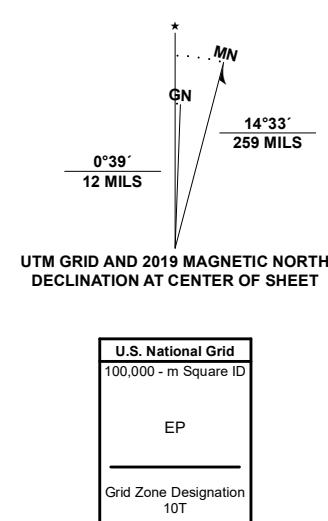 ★
MN
GN
14°33´
259 MILS
0°39´
12 MILS
UTM GRID AND 2019 MAGNETIC NORTH
DECLINATION AT CENTER OF SHEET
U.S. National Grid
100,000 - m Square ID
EP
Grid Zone Designation
10T